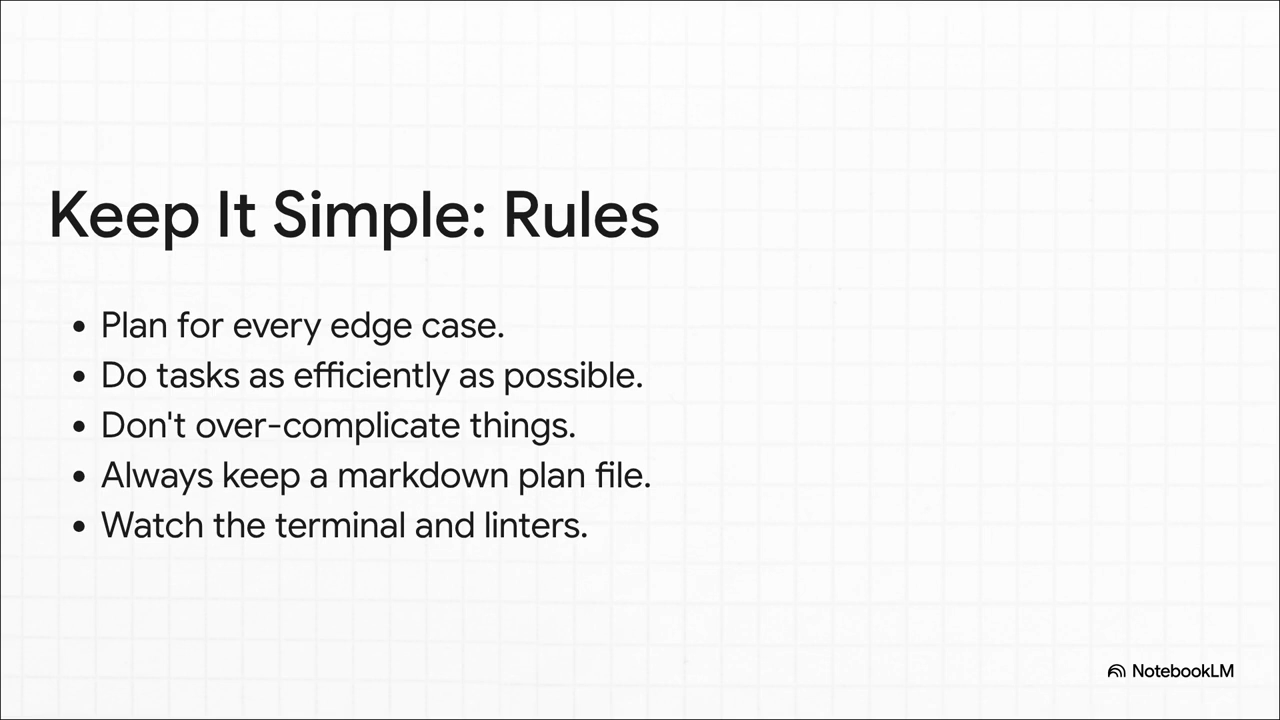 Keep It Simple: Rules
• Plan for every edge case.
• Do tasks as efficiently as possible.
• Don't over-complicate things.
• Always keep a markdown plan file.
• Watch the terminal and linters.
NotebookLM